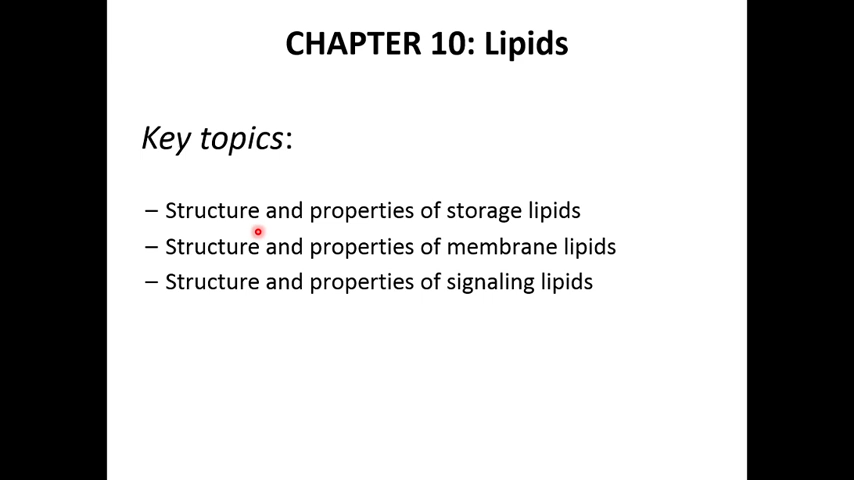 CHAPTER 10: Lipids
Key topics:
– Structure and properties of storage lipids
– Structure and properties of membrane lipids
– Structure and properties of signaling lipids